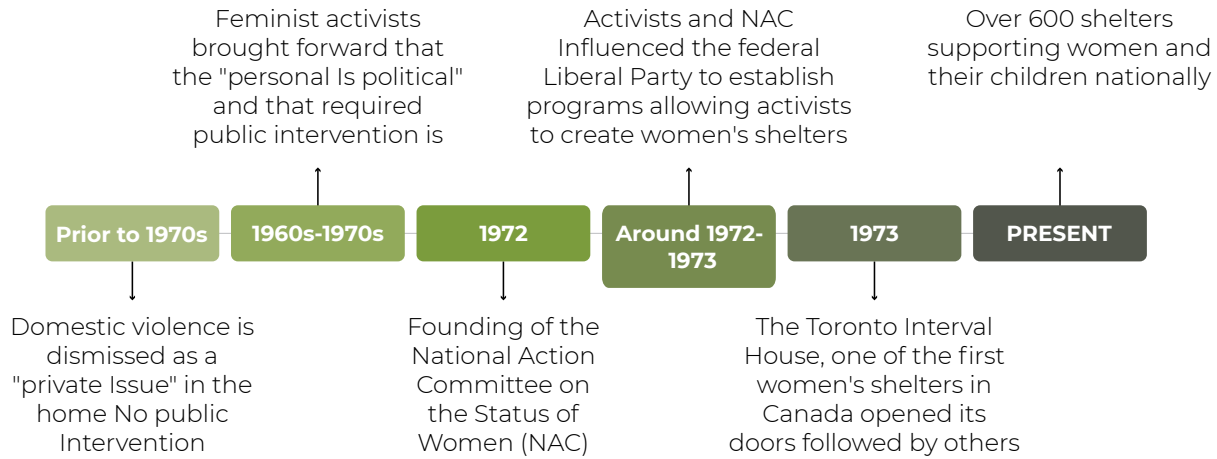 Feminist activists
brought forward that
the "personal Is political"
and that required
public intervention is
Activists and NAC
Influenced the federal
Liberal Party to establish
programs allowing activists
to create women's shelters
Over 600 shelters
supporting women and
their children nationally
Prior to 1970s
1960s-1970s
1972
Around 1972-
1973
1973
PRESENT
Domestic violence is
dismissed as a
"private Issue" in the
home No public
Intervention
Founding of the
National Action
Committee on
the Status of
Women (NAC)
The Toronto Interval
House, one of the first
women's shelters in
Canada opened its
doors followed by others